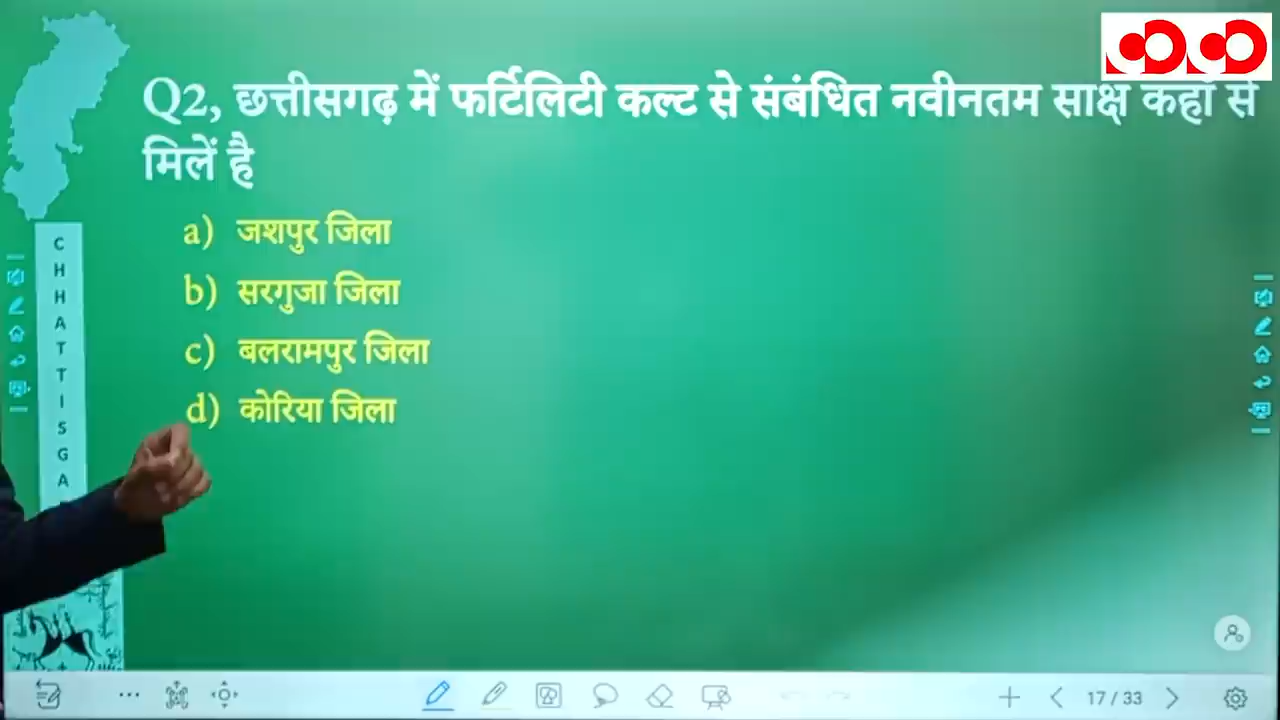 Q2, छत्तीसगढ़ में फर्टिलिटी कल्ट से संबंधित नवीनतम साक्ष कहाँ से
मिलें है
a) जशपुर जिला
b) सरगुजा जिला
c) बलरामपुर जिला
d) कोरिया जिला
C
H
H
A
T
T
I
S
G
A
17 / 33